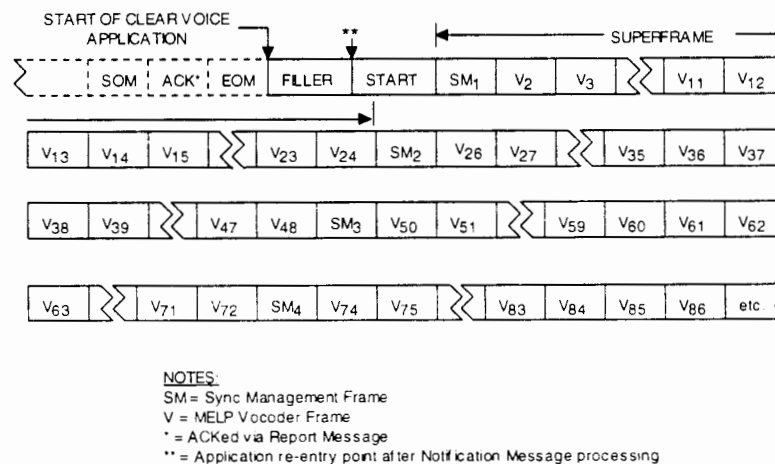 START OF CLEAR VOICE
APPLICATION
**
SUPERFRAME
SOM ACK* EOM FILLER START SM1 V2 V3 V11 V12
V13 V14 V15 V23 V24 SM2 V26 V27 V35 V36 V37
V38 V39 V47 V48 SM3 V50 V51 V59 V60 V61 V62
V63 V71 V72 SM4 V74 V75 V83 V84 V85 V86 etc.
NOTES:
SM = Sync Management Frame
V = MELP Vocoder Frame
* = ACKed via Report Message
** = Application re-entry point after Notification Message processing